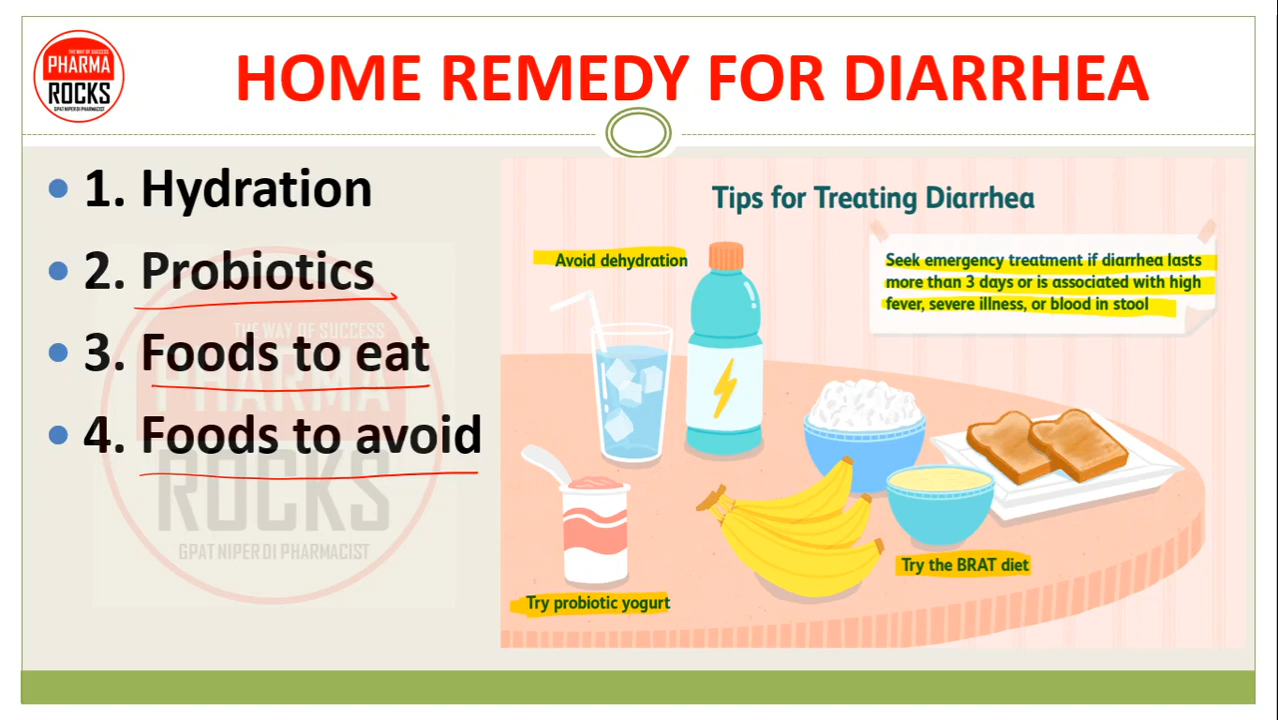 THE WAY OF SUCCESS
PHARMA
ROCKS
GPAT NIPER DI PHARMACIST
HOME REMEDY FOR DIARRHEA
• 1. Hydration
• 2. Probiotics
• 3. Foods to eat
• 4. Foods to avoid
THE WAY OF SUCCESS
PHARMA
ROCKS
GPAT NIPER DI PHARMACIST
Tips for Treating Diarrhea
Avoid dehydration
Seek emergency treatment if diarrhea lasts
more than 3 days or is associated with high
fever, severe illness, or blood in stool
Try the BRAT diet
Try probiotic yogurt